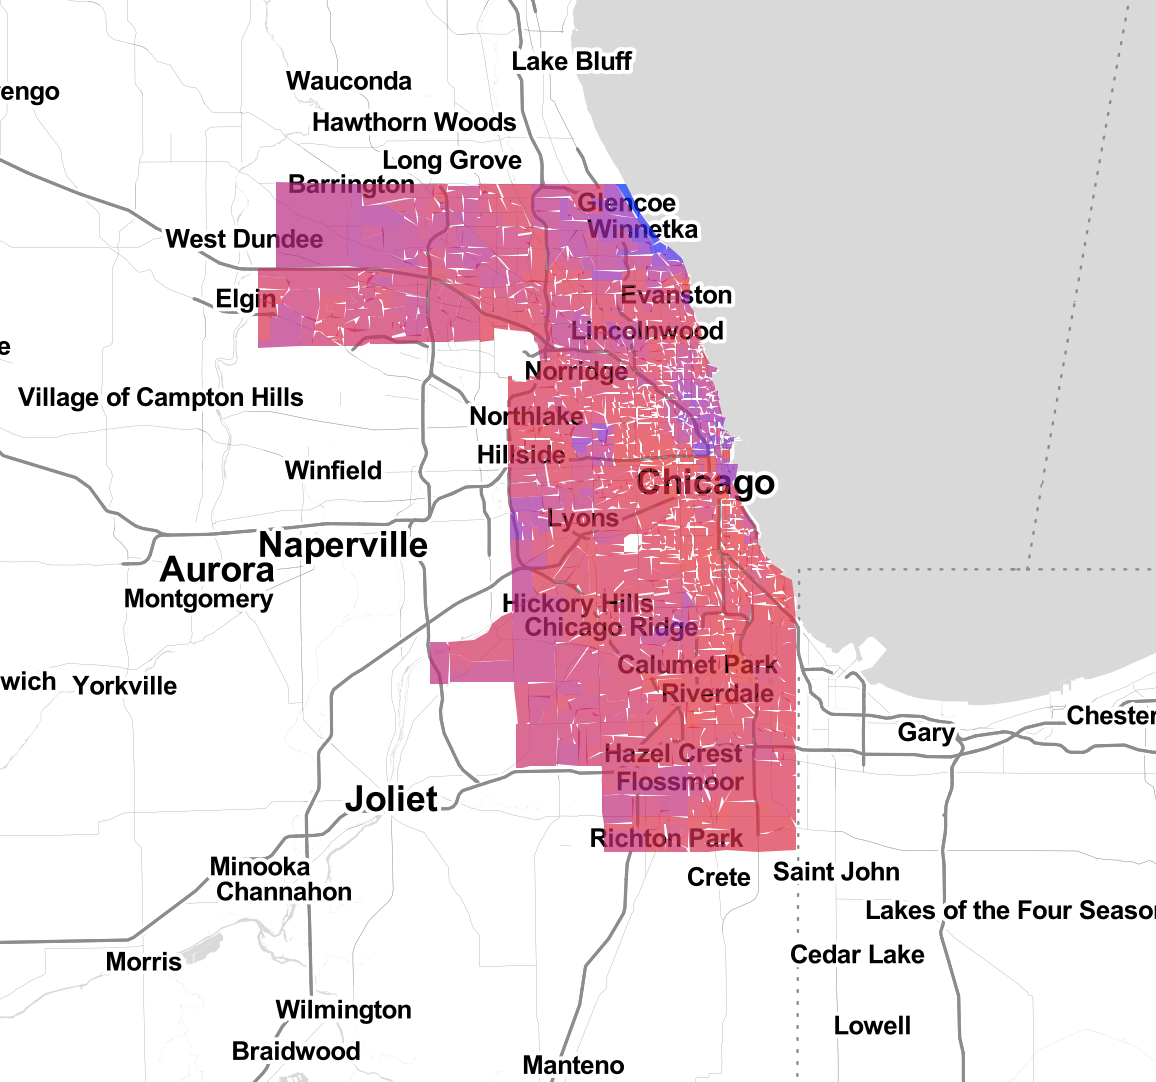 Lake Bluff
Wauconda
engo
Hawthorn Woods
Long Grove
Barrington
Glencoe
Winnetka
West Dundee
Elgin
Evanston
Lincolnwood
e
Norridge
Village of Campton Hills
Northlake
Hillside
Winfield
Chicago
Lyons
Naperville
Aurora
Montgomery
Hickory Hills
Chicago Ridge
Calumet Park
wich
Yorkville
Riverdale
Chester
Gary
Hazel Crest
Flossmoor
Joliet
Richton Park
Minooka
Crete
Saint John
Channahon
Lakes of the Four Season
Cedar Lake
Morris
Wilmington
Lowell
Braidwood
Manteno